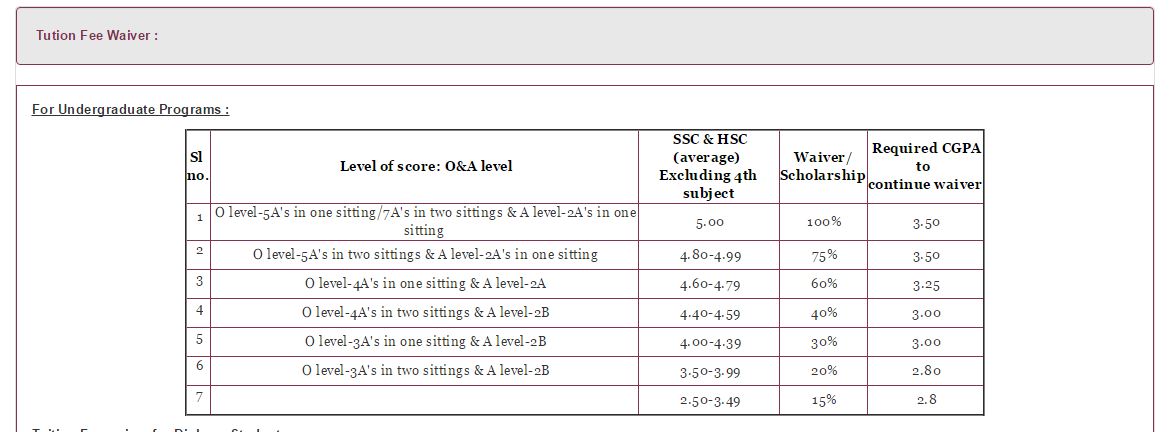 Tution Fee Waiver :
For Undergraduate Programs :
Sl no. Level of score: O&A level SSC & HSC (average) Excluding 4th subject Waiver/ Scholarship Required CGPA to continue waiver
1 O level-5A's in one sitting/7A's in two sittings & A level-2A's in one sitting 5.00 100% 3.50
2 O level-5A's in two sittings & A level-2A's in one sitting 4.80-4.99 75% 3.50
3 O level-4A's in one sitting & A level-2A 4.60-4.79 60% 3.25
4 O level-4A's in two sittings & A level-2B 4.40-4.59 40% 3.00
5 O level-3A's in one sitting & A level-2B 4.00-4.39 30% 3.00
6 O level-3A's in two sittings & A level-2B 3.50-3.99 20% 2.80
7 2.50-3.49 15% 2.8